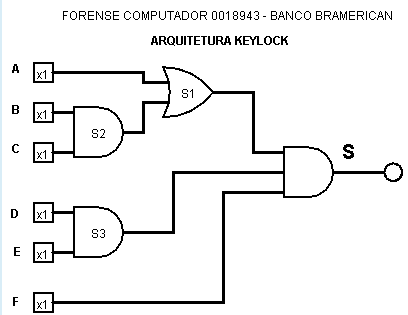 FORENSE COMPUTADOR 0018943 - BANCO BRAMERICAN
ARQUITETURA KEYLOCK
A x1
S1
B x1
S2
C x1
S
D x1
S3
E x1
F x1